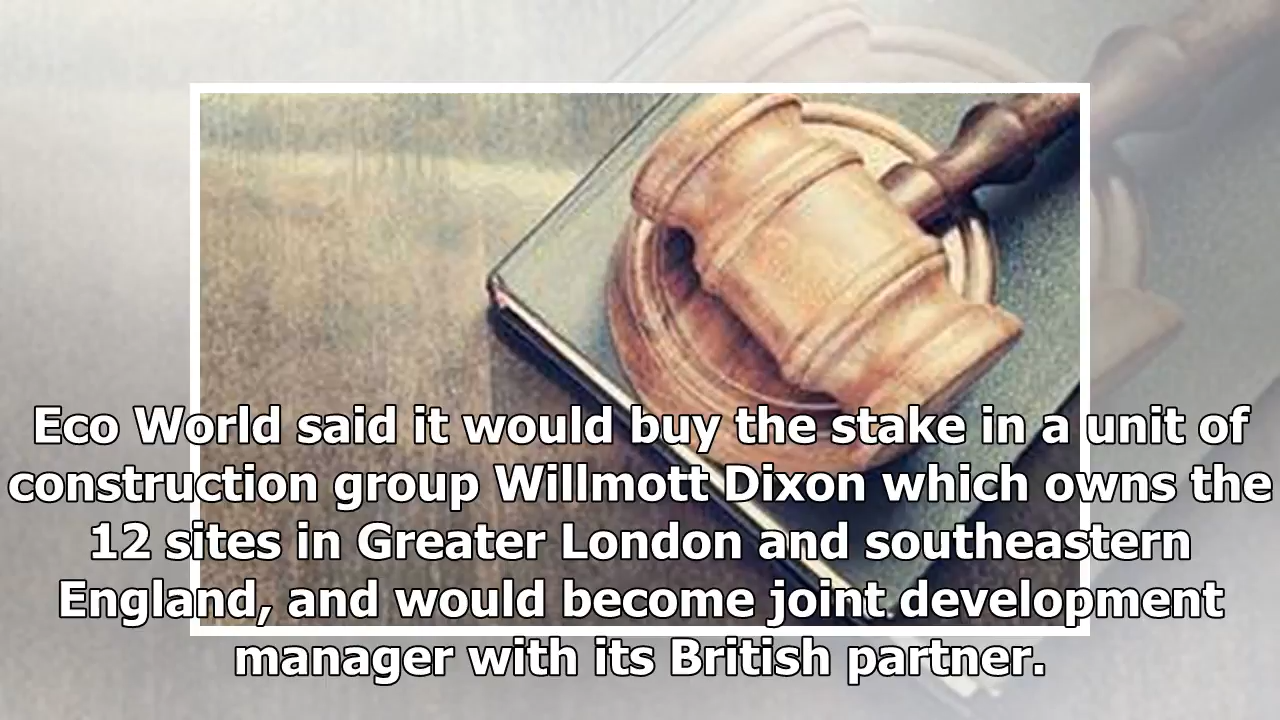 Eco World said it would buy the stake in a unit of
construction group Willmott Dixon which owns the
12 sites in Greater London and southeastern
England, and would become joint development
manager with its British partner.